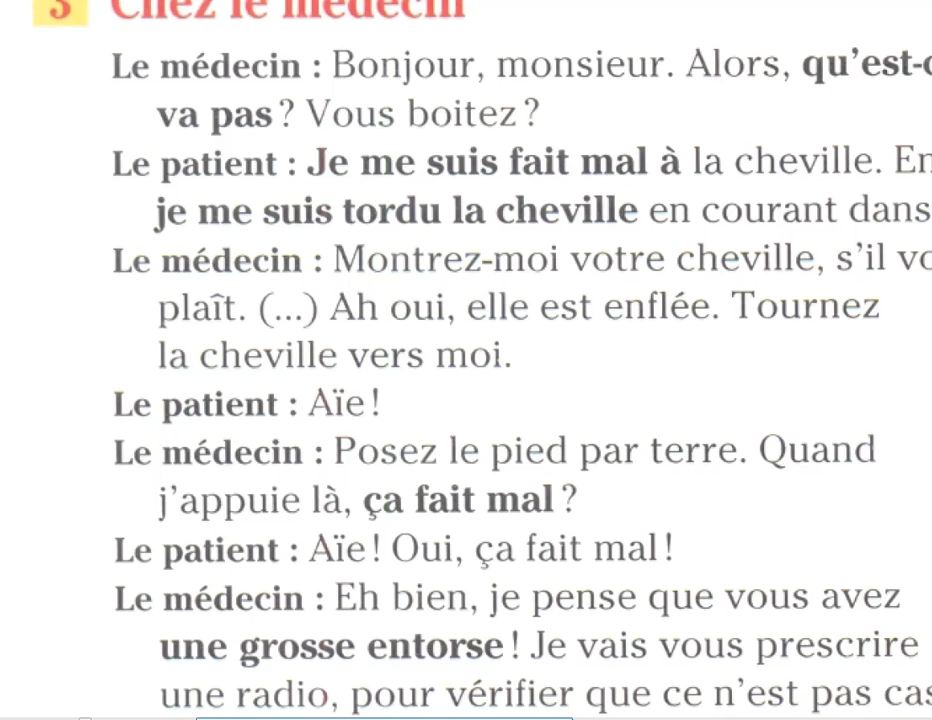 3 Chez le médecin
Le médecin : Bonjour, monsieur. Alors, qu’est-c
va pas ? Vous boitez ?
Le patient : Je me suis fait mal à la cheville. En
je me suis tordu la cheville en courant dans
Le médecin : Montrez-moi votre cheville, s’il vo
plaît. (...) Ah oui, elle est enflée. Tournez
la cheville vers moi.
Le patient : Aïe !
Le médecin : Posez le pied par terre. Quand
j’appuie là, ça fait mal ?
Le patient : Aïe ! Oui, ça fait mal !
Le médecin : Eh bien, je pense que vous avez
une grosse entorse ! Je vais vous prescrire
une radio, pour vérifier que ce n’est pas cas